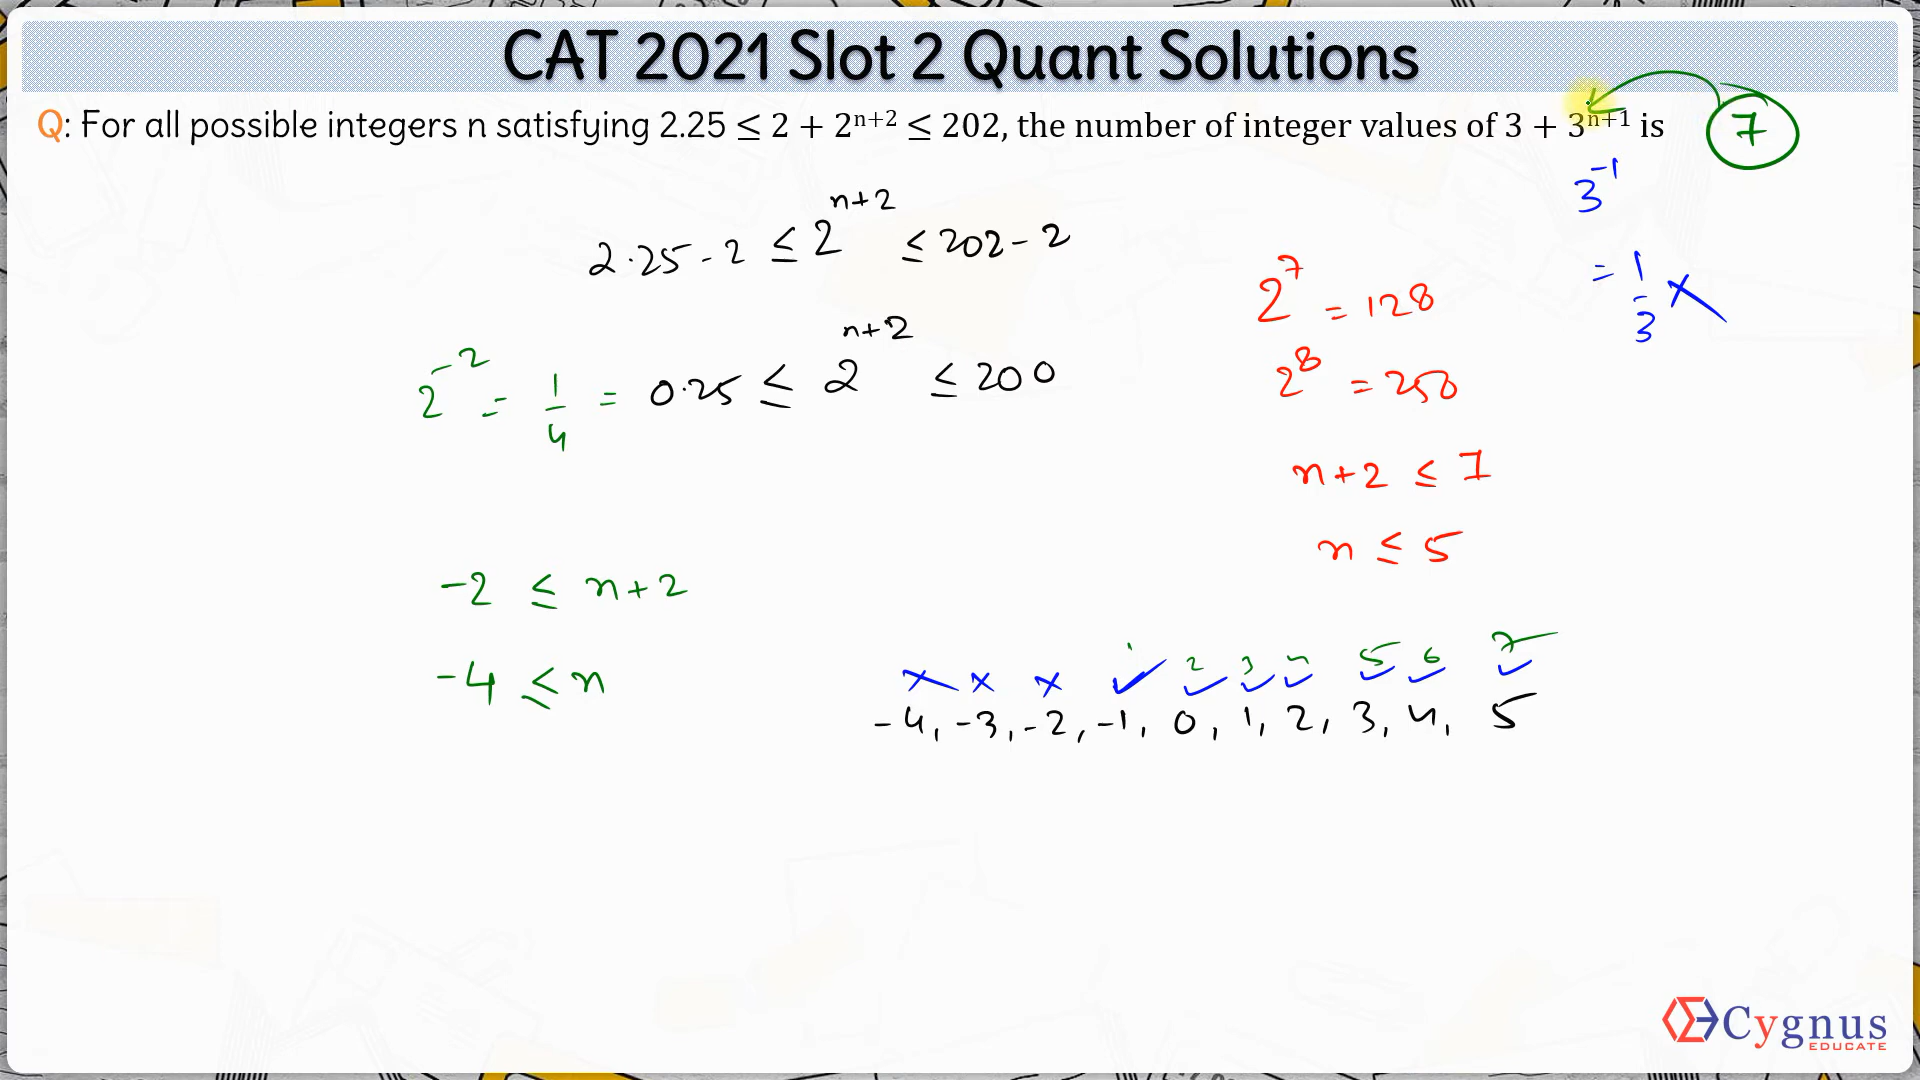 CAT 2021 Slot 2 Quant Solutions
Q: For all possible integers n satisfying 2.25 ≤ 2 + 2ⁿ⁺² ≤ 202, the number of integer values of 3 + 3ⁿ⁺¹ is
7
3⁻¹
= 1/3 ×
2.25 - 2 ≤ 2ⁿ⁺² ≤ 202 - 2
2⁷ = 128
2⁻² = 1/4 = 0.25 ≤ 2ⁿ⁺² ≤ 200
2⁸ =
n+2 ≤ 7
n ≤ 5
-2 ≤ n+2
-4 ≤ n
× × × ✓ ✓ ✓ ✓ ✓ ✓ ✓
1 2 3 4 5 6 7
-4, -3, -2, -1, 0, 1, 2, 3, 4, 5
Cygnus
EDUCATE